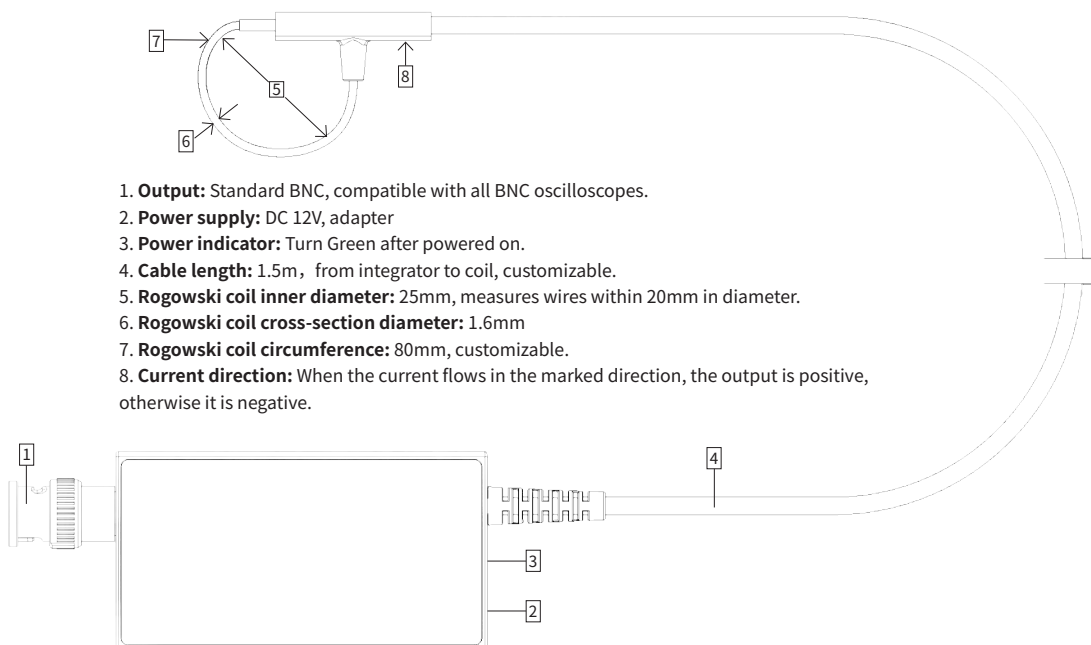 7
8
5
6
1. Output: Standard BNC, compatible with all BNC oscilloscopes.
2. Power supply: DC 12V, adapter
3. Power indicator: Turn Green after powered on.
4. Cable length: 1.5m，from integrator to coil, customizable.
5. Rogowski coil inner diameter: 25mm, measures wires within 20mm in diameter.
6. Rogowski coil cross-section diameter: 1.6mm
7. Rogowski coil circumference: 80mm, customizable.
8. Current direction: When the current flows in the marked direction, the output is positive,
otherwise it is negative.
1
4
3
2